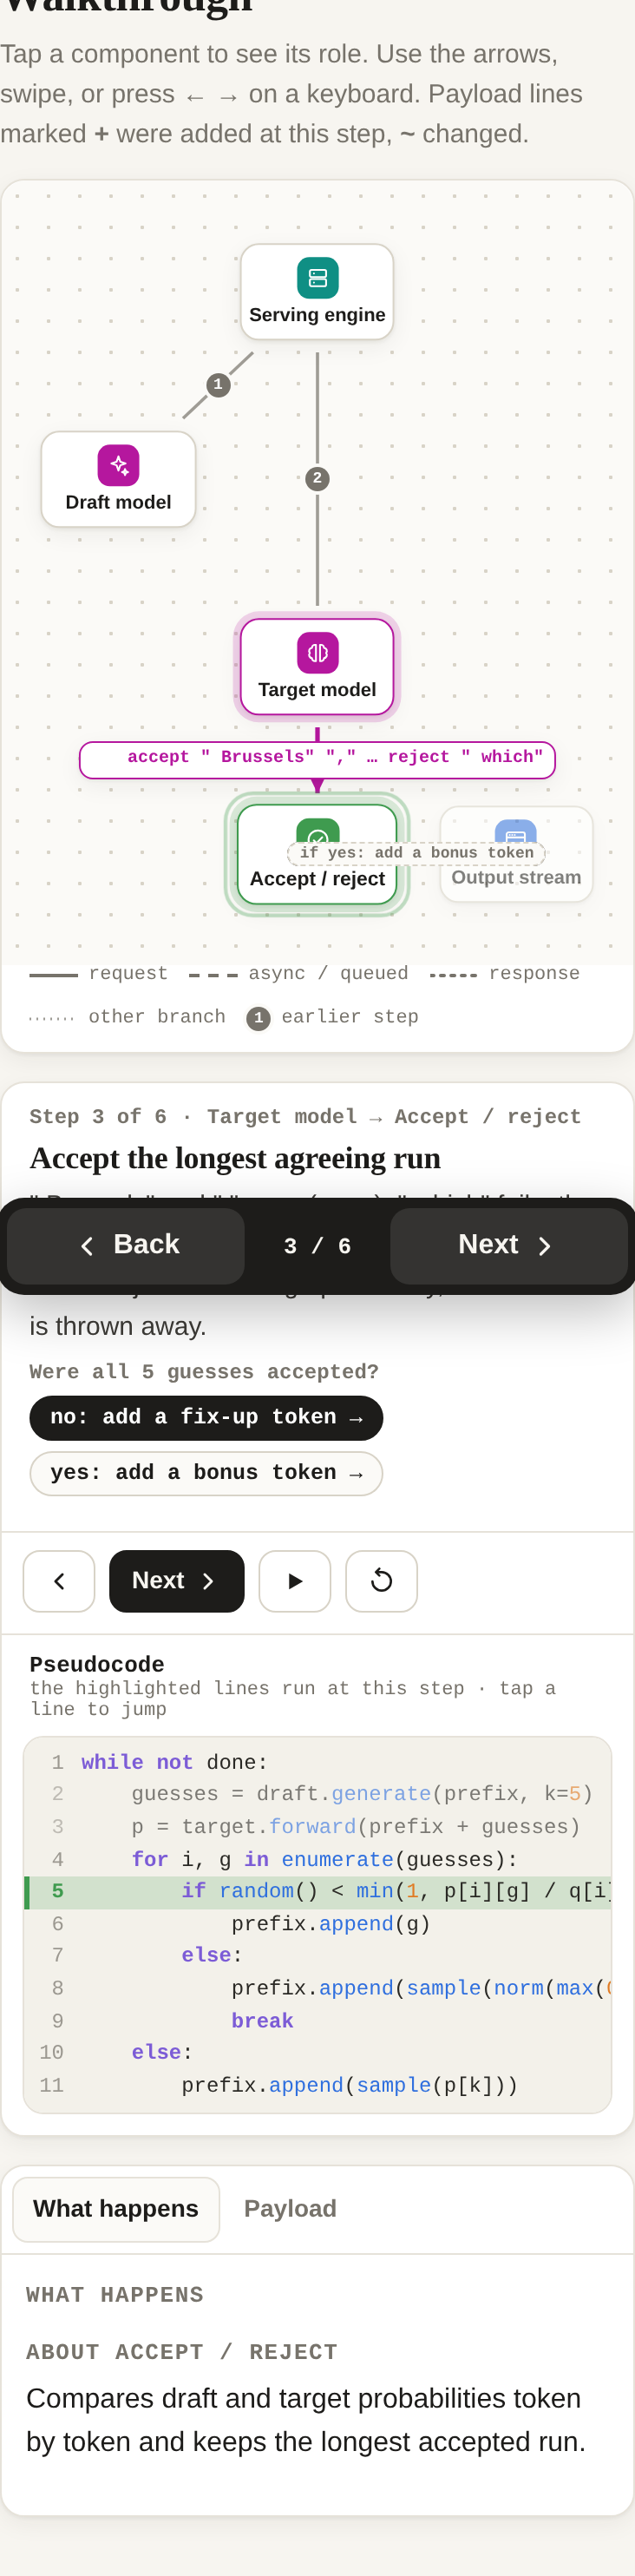 Walkthrough
Tap a component to see its role. Use the arrows,
swipe, or press ← → on a keyboard. Payload lines
marked + were added at this step, ~ changed.
Serving engine
1
Draft model
2
Target model
accept " Brussels" "," … reject " which"
if yes: add a bonus token
Accept / reject
Output stream
request
async / queued
response
other branch
1 earlier step
Step 3 of 6 · Target model → Accept / reject
Accept the longest agreeing run
Back
3 / 6
Next
is thrown away.
Were all 5 guesses accepted?
no: add a fix-up token →
yes: add a bonus token →
Next
Pseudocode
the highlighted lines run at this step · tap a
line to jump
1 while not done:
2 guesses = draft.generate(prefix, k=5)
3 p = target.forward(prefix + guesses)
4 for i, g in enumerate(guesses):
5 if random() < min(1, p[i][g] / q[i]
6 prefix.append(g)
7 else:
8 prefix.append(sample(norm(max(
9 break
10 else:
11 prefix.append(sample(p[k]))
What happens
Payload
WHAT HAPPENS
ABOUT ACCEPT / REJECT
Compares draft and target probabilities token
by token and keeps the longest accepted run.